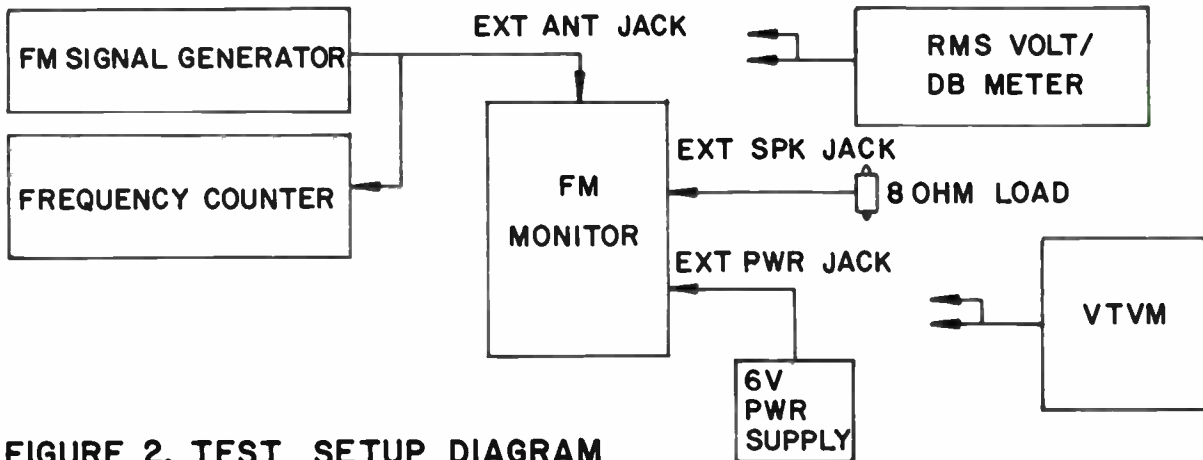 FM SIGNAL GENERATOR
FREQUENCY COUNTER
EXT ANT JACK
FM
MONITOR
RMS VOLT/
DB METER
EXT SPK JACK
8 OHM LOAD
EXT PWR JACK
6V
PWR
SUPPLY
VTVM
FIGURE 2. TEST SETUP DIAGRAM